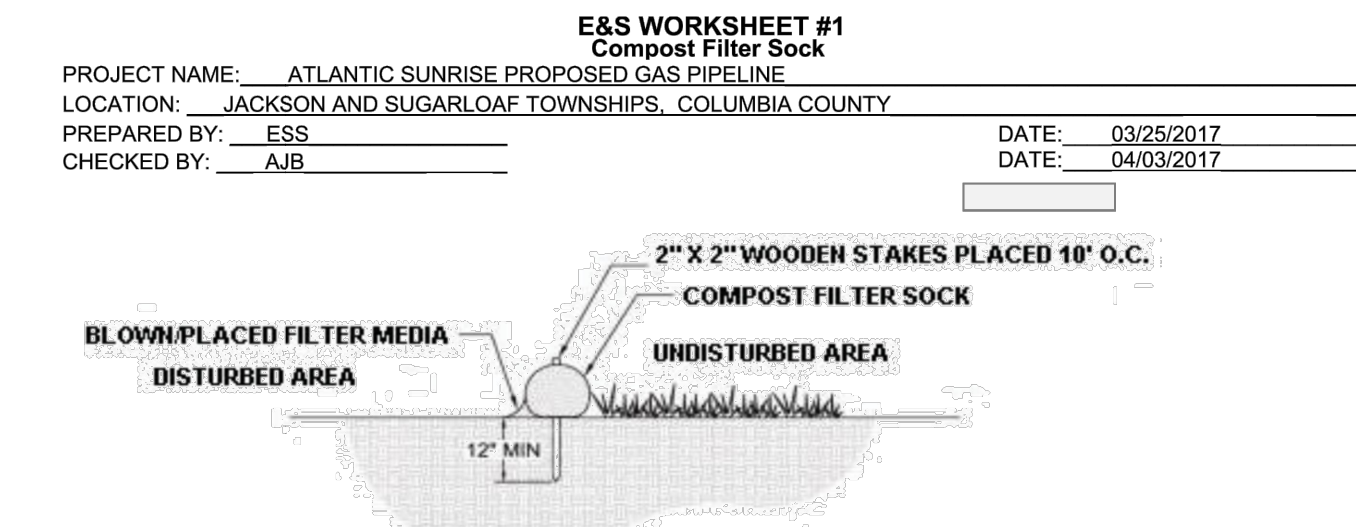 E&S WORKSHEET #1
Compost Filter Sock
PROJECT NAME: ATLANTIC SUNRISE PROPOSED GAS PIPELINE
LOCATION: JACKSON AND SUGARLOAF TOWNSHIPS, COLUMBIA COUNTY
PREPARED BY: ESS DATE: 03/25/2017
CHECKED BY: AJB DATE: 04/03/2017
2" X 2" WOODEN STAKES PLACED 10' O.C.
COMPOST FILTER SOCK
BLOWN/PLACED FILTER MEDIA
UNDISTURBED AREA
DISTURBED AREA
12" MIN